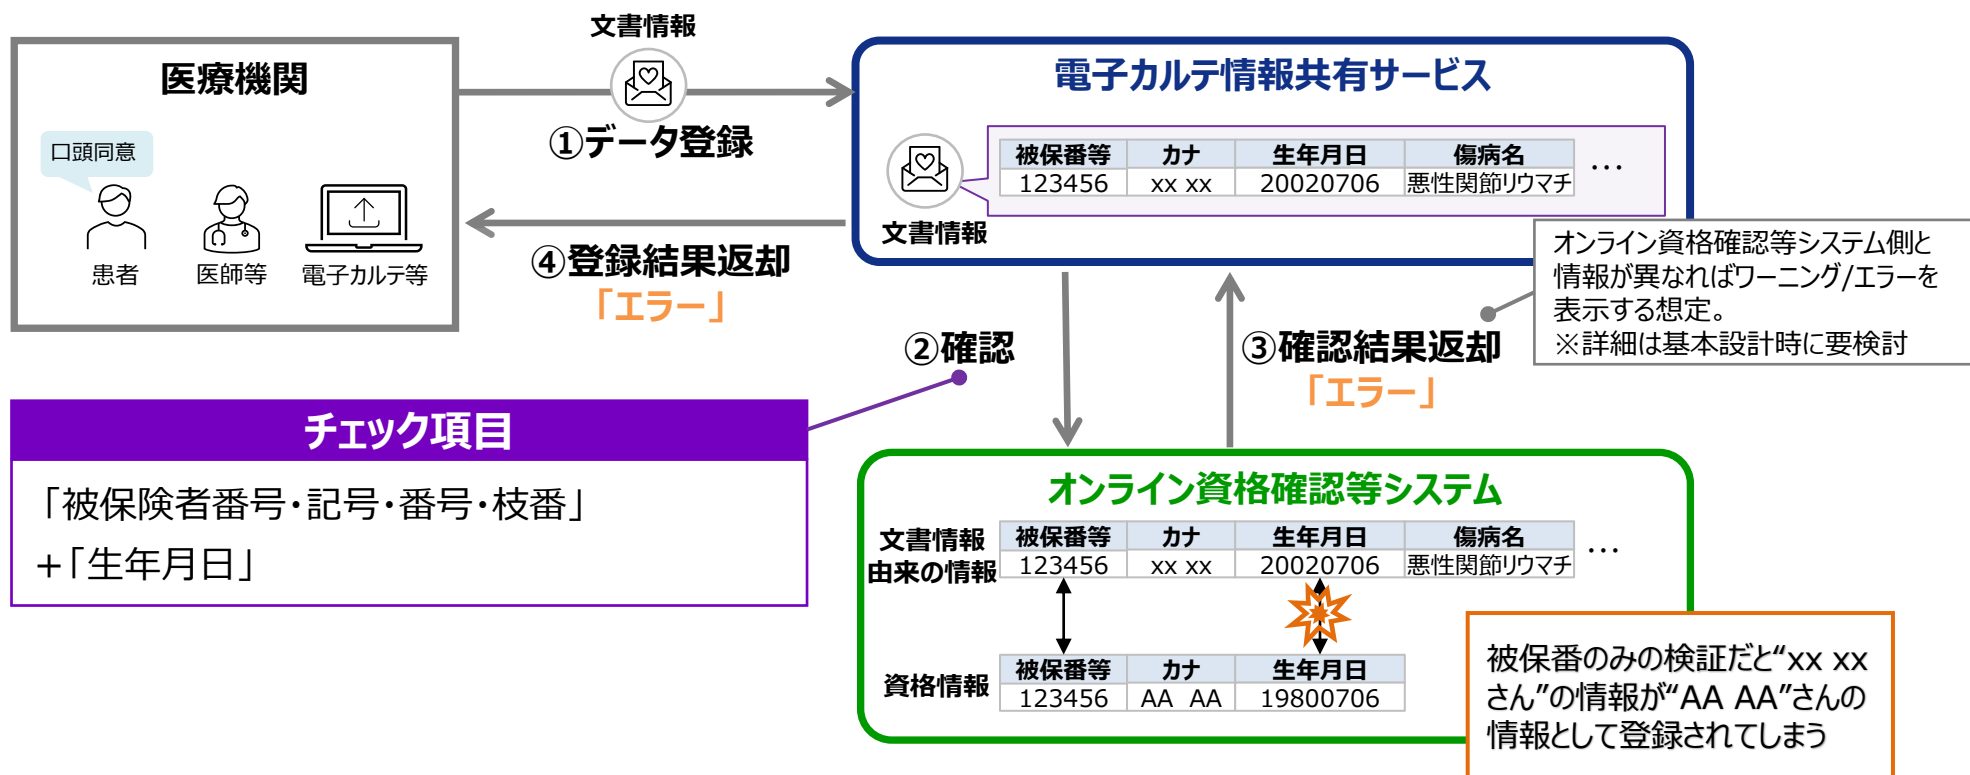 文書情報
医療機関
口頭同意
患者
医師等
電子カルテ等
①データ登録
④登録結果返却
「エラー」
電子カルテ情報共有サービス
被保番等 カナ 生年月日 傷病名 …
123456 xx xx 20020706 悪性関節リウマチ
文書情報
オンライン資格確認等システム側と
情報が異なればワーニング/エラーを
表示する想定。
※詳細は基本設計時に要検討
②確認
③確認結果返却
「エラー」
チェック項目
「被保険者番号・記号・番号・枝番」
+「生年月日」
オンライン資格確認等システム
文書情報
由来の情報
被保番等 カナ 生年月日 傷病名 …
123456 xx xx 20020706 悪性関節リウマチ
資格情報
被保番等 カナ 生年月日
123456 AA AA 19800706
被保番のみの検証だと“xx xx
さん”の情報が“AA AA”さんの
情報として登録されてしまう